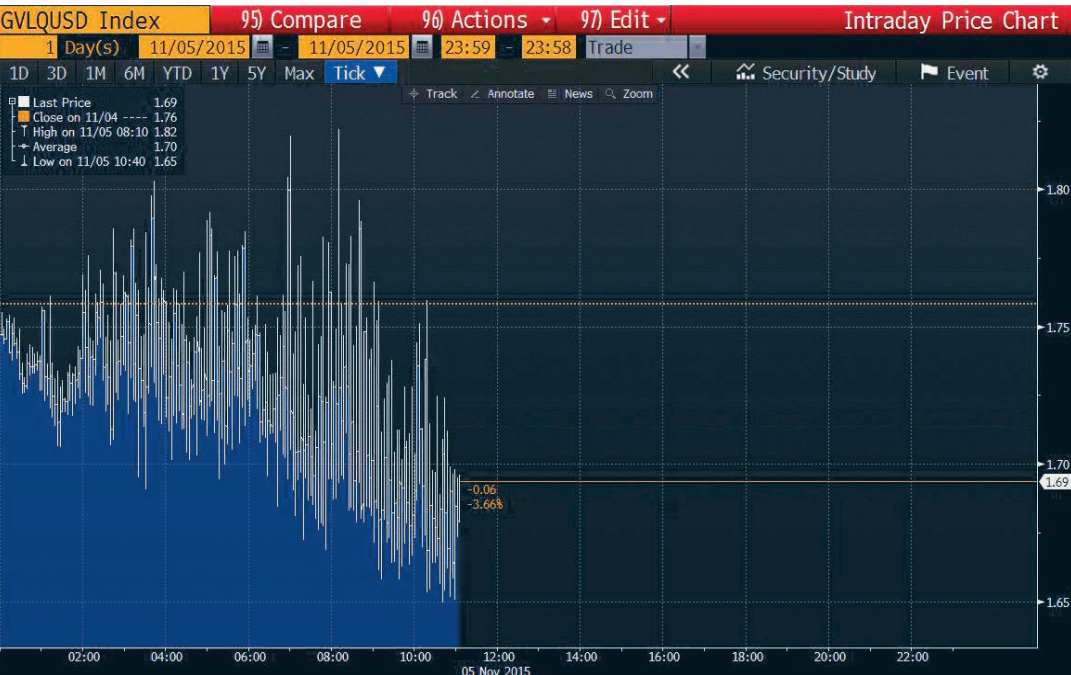 GVLQUSD Index 95) Compare 96) Actions 97) Edit Intraday Price Chart
1 Day(s) 11/05/2015 - 11/05/2015 23:59 - 23:58 Trade
1D 3D 1M 6M YTD 1Y 5Y Max Tick ▼ « Security/Study Event
Track Annotate News Zoom
Last Price 1.69
Close on 11/04 ---- 1.76
High on 11/05 08:10 1.82
Average 1.70
Low on 11/05 10:40 1.65
1.80
1.75
1.70
1.69
-0.06
-3.66%
1.65
02:00 04:00 06:00 08:00 10:00 12:00 14:00 16:00 18:00 20:00 22:00
05 Nov 2015